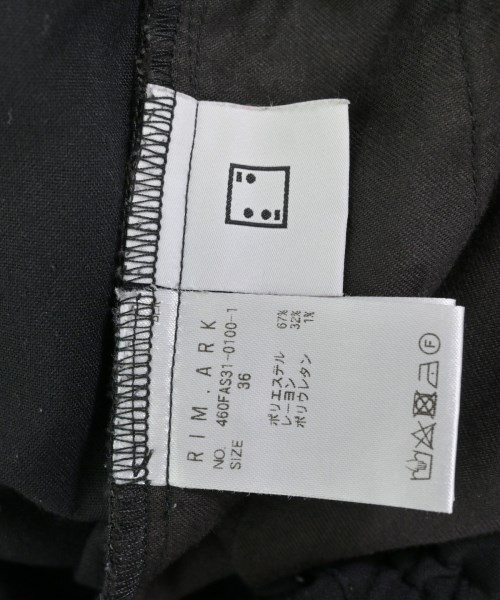 RIM.ARK
NO. 460FAS31-0100-1
SIZE 36
ポリエステル 67%
レーヨン 32%
ポリウレタン 1%
F